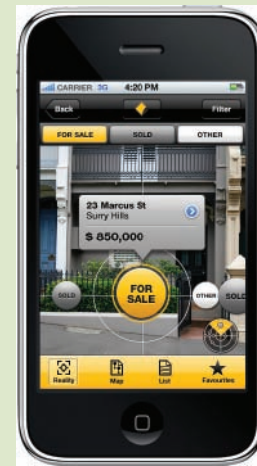 CARRIER 3G 4:20 PM
Back Filter
FOR SALE SOLD OTHER
23 Marcus St
Surry Hills
$ 850,000
SOLD FOR SALE OTHER SOLD
Reality Map List Favourites